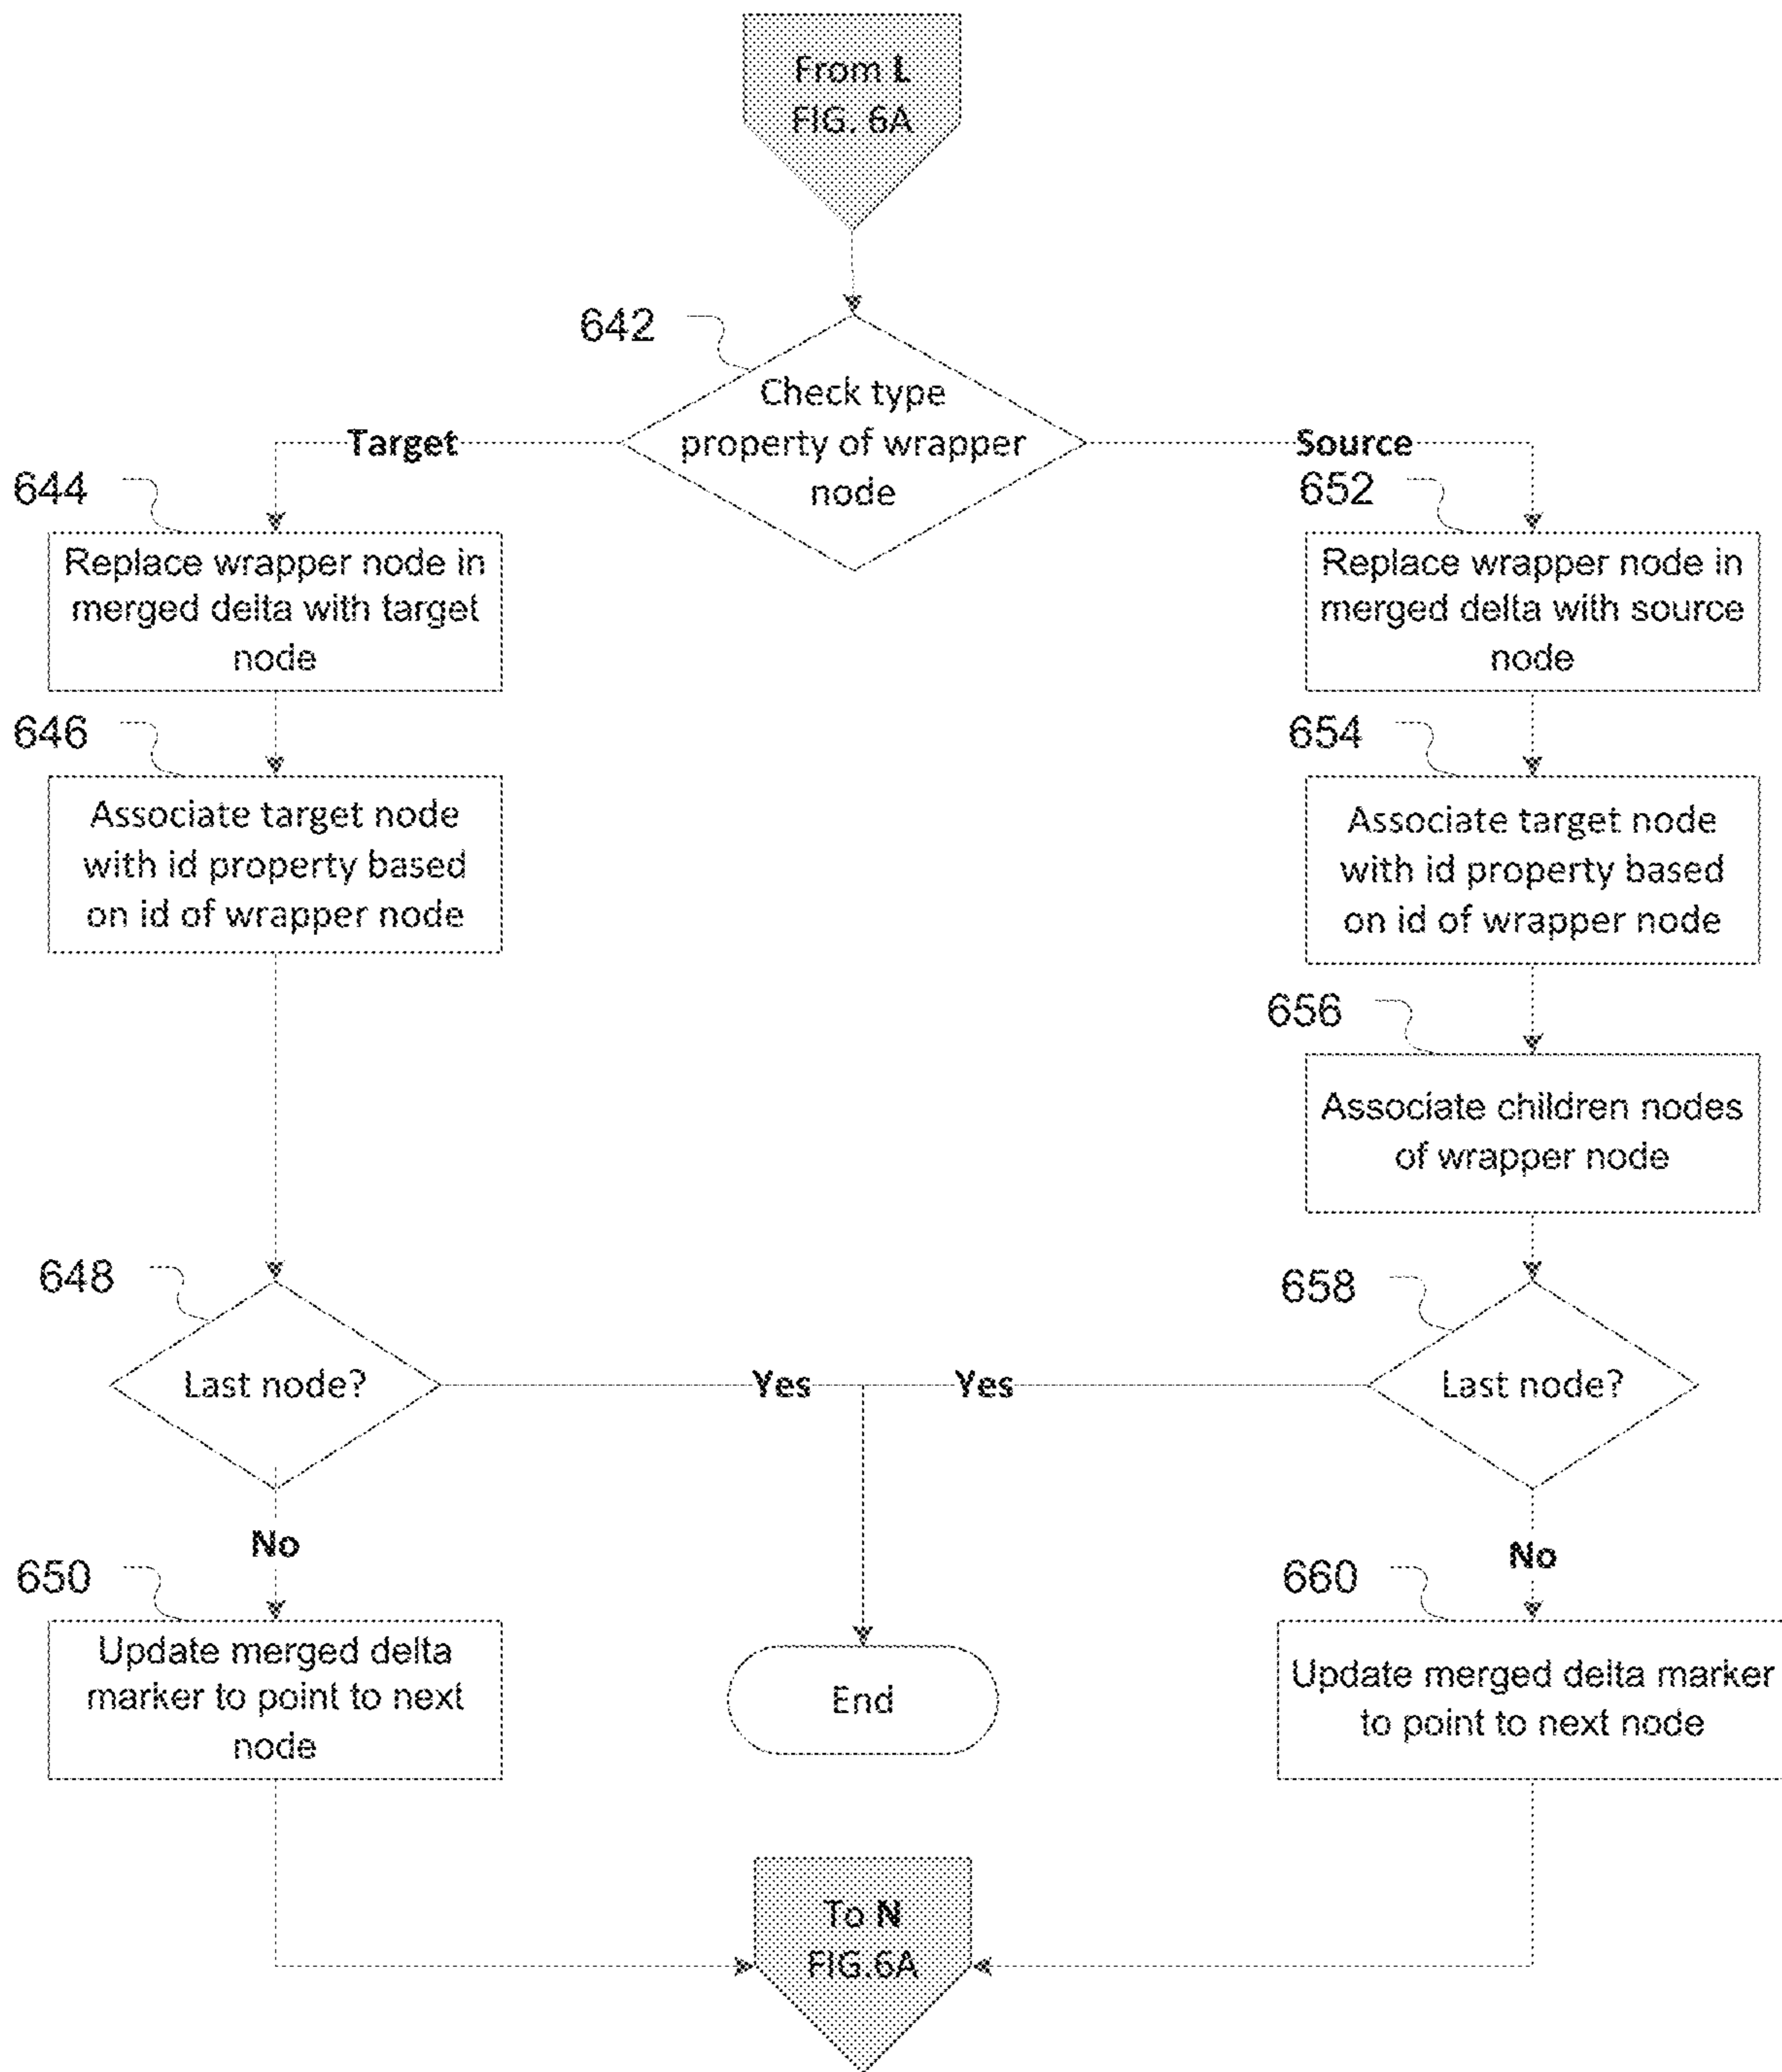 From L
FIG. 6A
642
Check type
property of wrapper
node
Target
Source
644
Replace wrapper node in
merged delta with target
node
652
Replace wrapper node in
merged delta with source
node
646
Associate target node
with id property based
on id of wrapper node
654
Associate target node
with id property based
on id of wrapper node
656
Associate children nodes
of wrapper node
648
Last node?
Yes
Yes
658
Last node?
No
No
650
Update merged delta
marker to point to next
node
End
660
Update merged delta marker
to point to next node
To N
FIG.6A